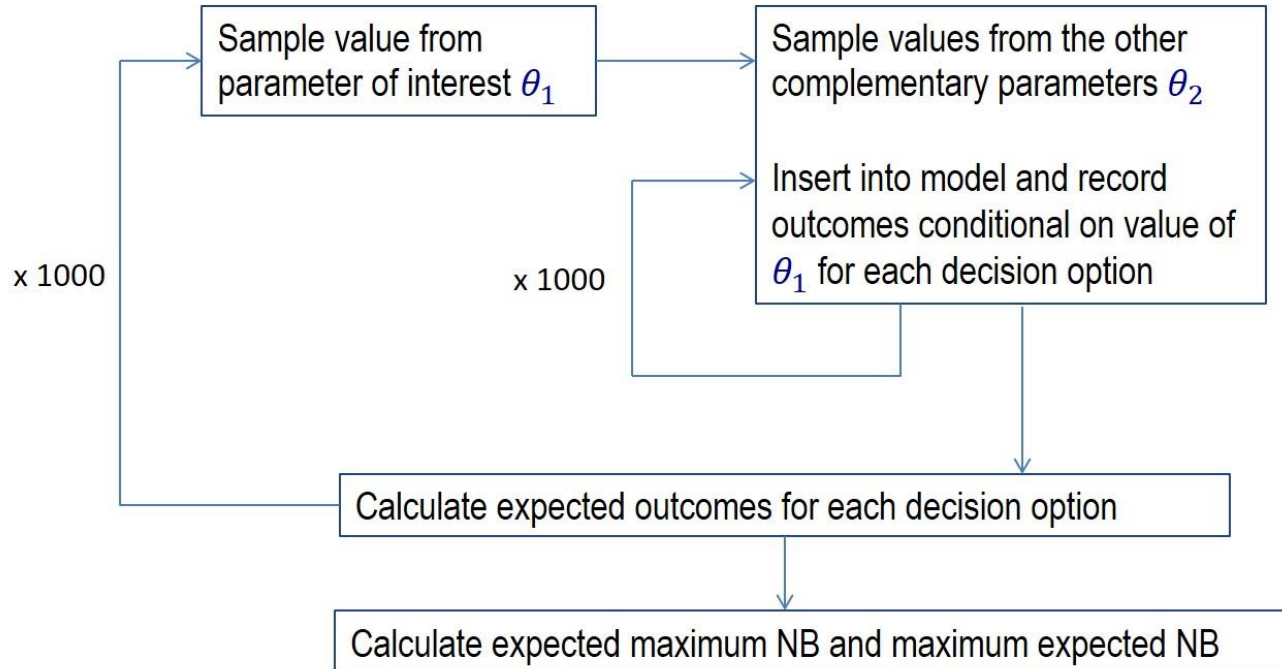 Sample value from
parameter of interest θ₁
Sample values from the other
complementary parameters θ₂
Insert into model and record
outcomes conditional on value of
θ₁ for each decision option
x 1000
x 1000
Calculate expected outcomes for each decision option
Calculate expected maximum NB and maximum expected NB